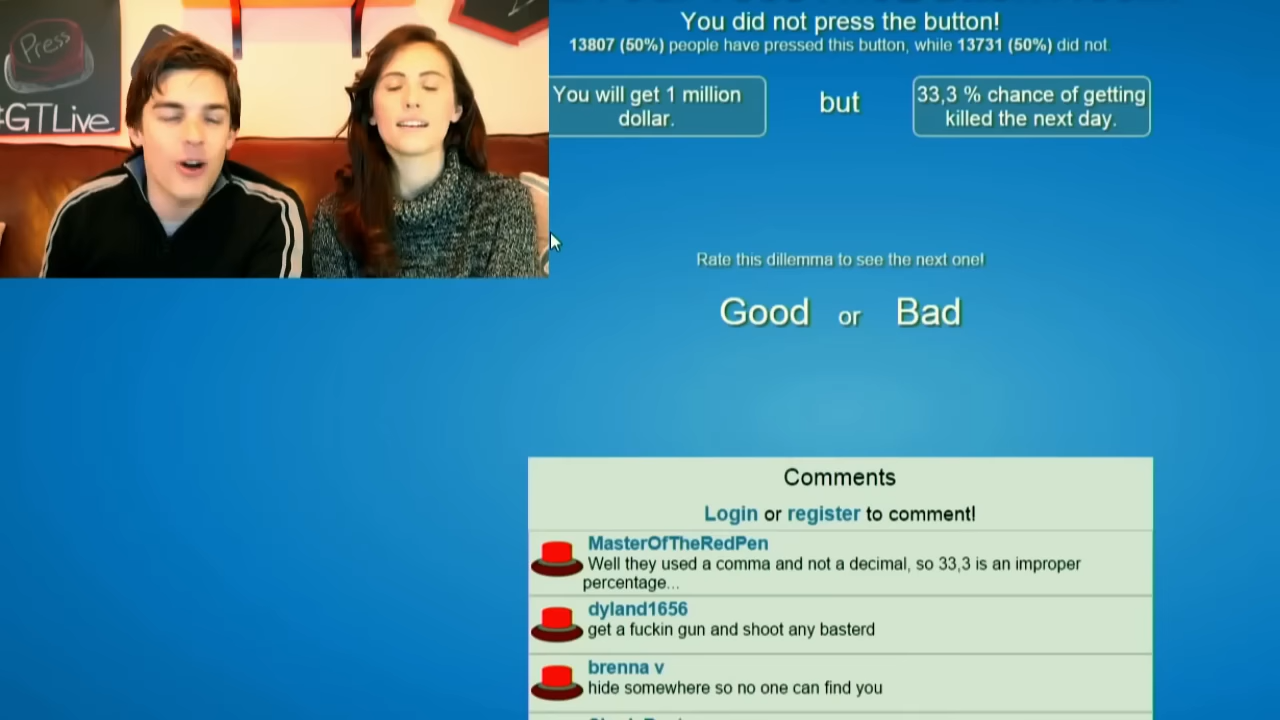 Press
#GTLive
You did not press the button!
13807 (50%) people have pressed this button, while 13731 (50%) did not.
You will get 1 million
dollar.
but
33,3 % chance of getting
killed the next day.
Rate this dillemma to see the next one!
Good or Bad
Comments
Login or register to comment!
MasterOfTheRedPen
Well they used a comma and not a decimal, so 33,3 is an improper
percentage...
dyland1656
get a fuckin gun and shoot any basterd
brenna v
hide somewhere so no one can find you